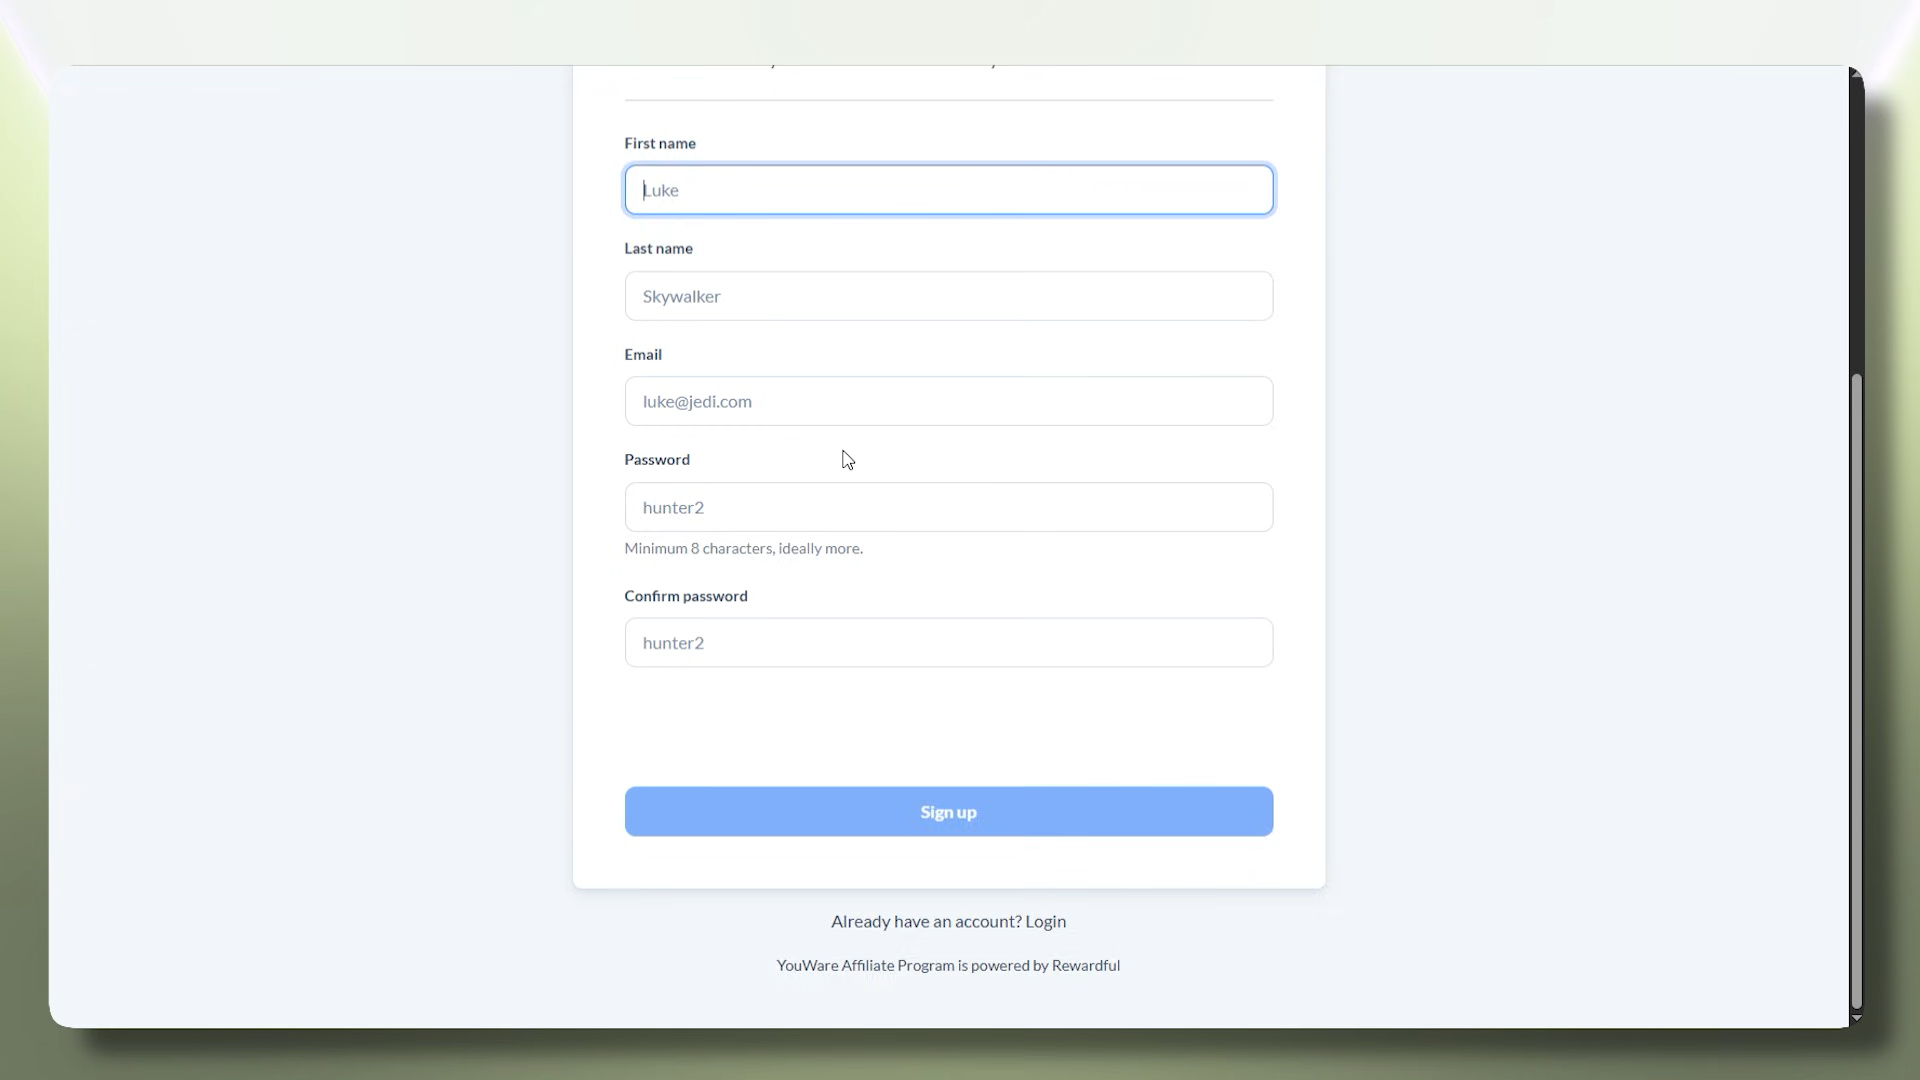 First name
Luke
Last name
Skywalker
Email
luke@jedi.com
Password
hunter2
Minimum 8 characters, ideally more.
Confirm password
hunter2
Sign up
Already have an account? Login
YouWare Affiliate Program is powered by Rewardful